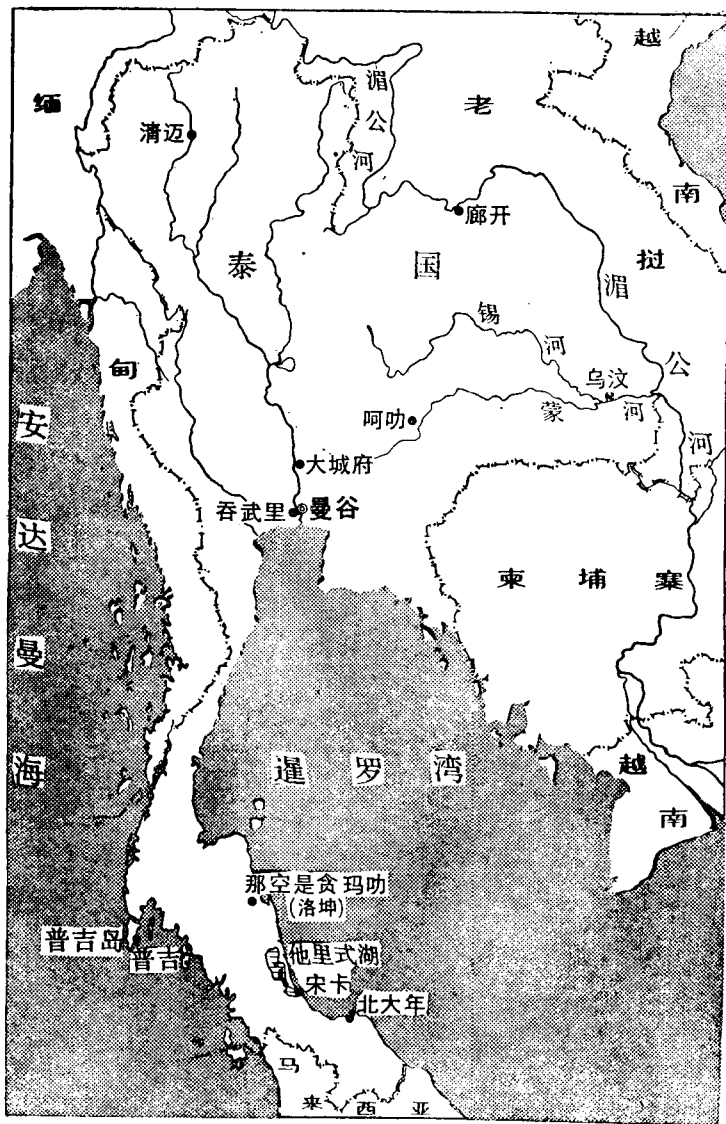 越
缅
湄公河
老
清迈
南
廊开
泰国
挝
湄公河
锡河
甸
乌汶
呵叻
蒙河
安达曼海
大城府
吞武里
曼谷
柬埔寨
暹罗湾
越南
那空是贪玛叻
(洛坤)
普吉岛
普吉
他里式湖
宋卡
北大年
马来西亚